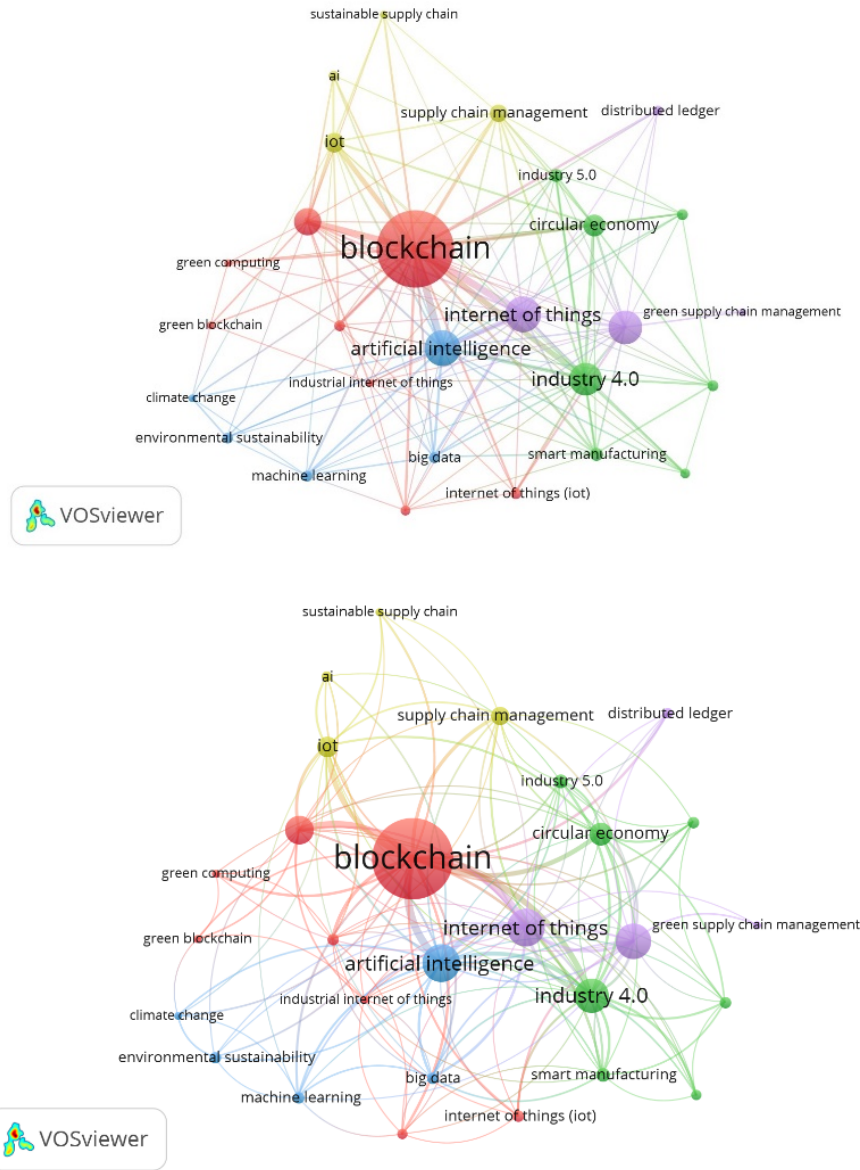 sustainable supply chain
ai
supply chain management
distributed ledger
iot
industry 5.0
circular economy
blockchain
green computing
internet of things
green supply chain management
green blockchain
artificial intelligence
industry 4.0
industrial internet of things
climate change
environmental sustainability
big data
smart manufacturing
machine learning
internet of things (iot)
VOSviewer
sustainable supply chain
ai
supply chain management
distributed ledger
iot
industry 5.0
circular economy
blockchain
green computing
internet of things
green supply chain management
green blockchain
artificial intelligence
industry 4.0
industrial internet of things
climate change
environmental sustainability
big data
smart manufacturing
machine learning
internet of things (iot)
VOSviewer